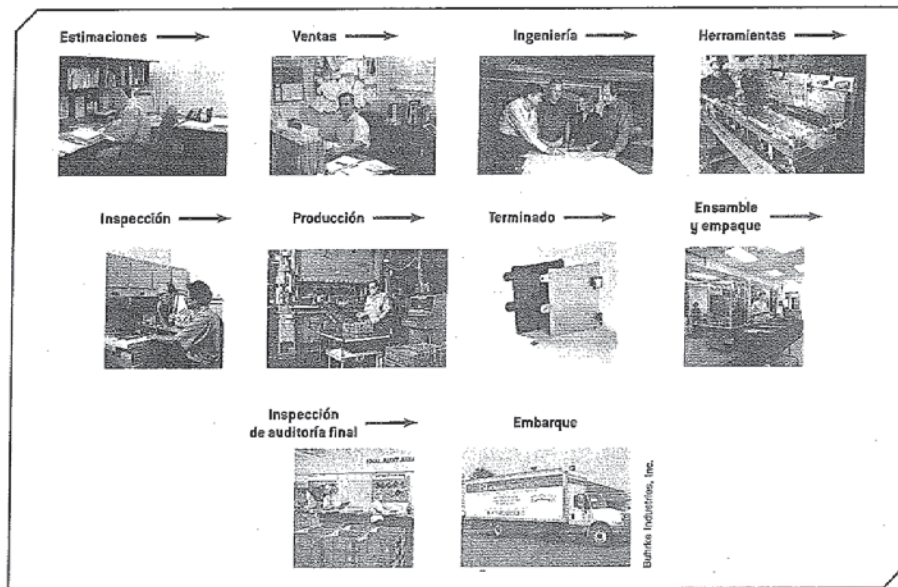 Estimaciones
Ventas
Ingeniería
Herramientas
Inspección
Producción
Terminado
Ensamble
y empaque
Inspección
de auditoría final
Embarque
Buhrke Industries, Inc.